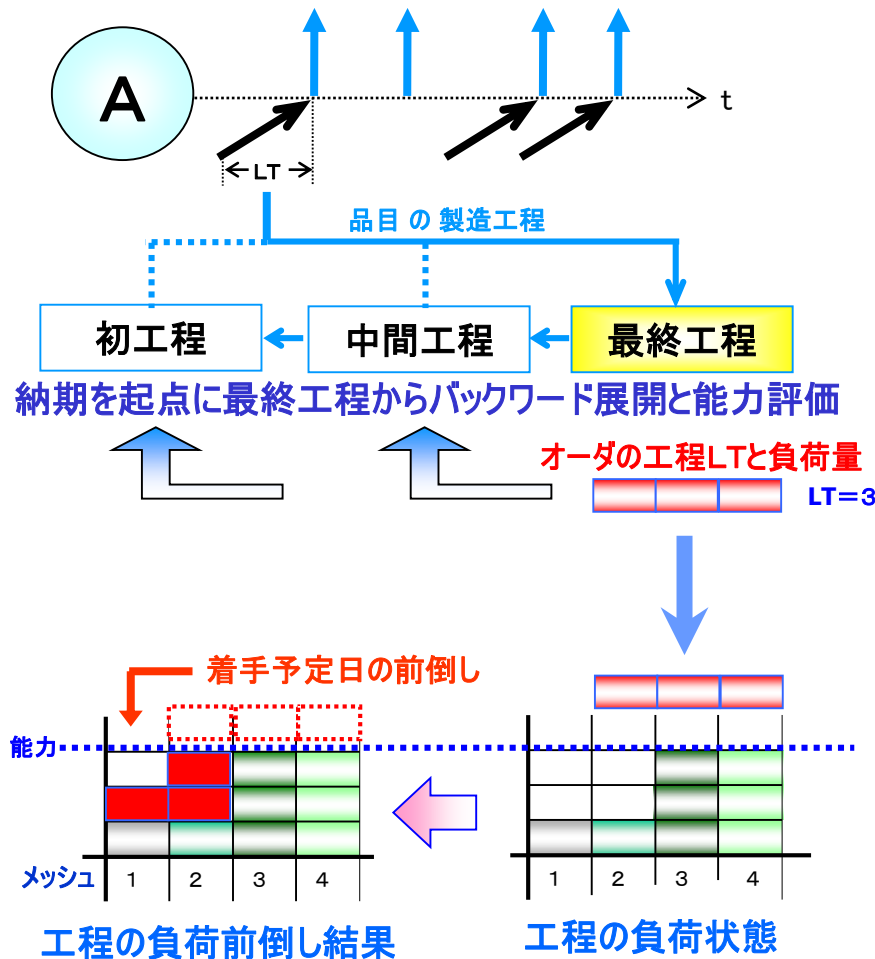 A
t
LT
品目の製造工程
初工程
中間工程
最終工程
納期を起点に最終工程からバックワード展開と能力評価
オーダの工程LTと負荷量
LT=3
着手予定日の前倒し
能力
メッシュ 1 2 3 4
1 2 3 4
工程の負荷前倒し結果
工程の負荷状態